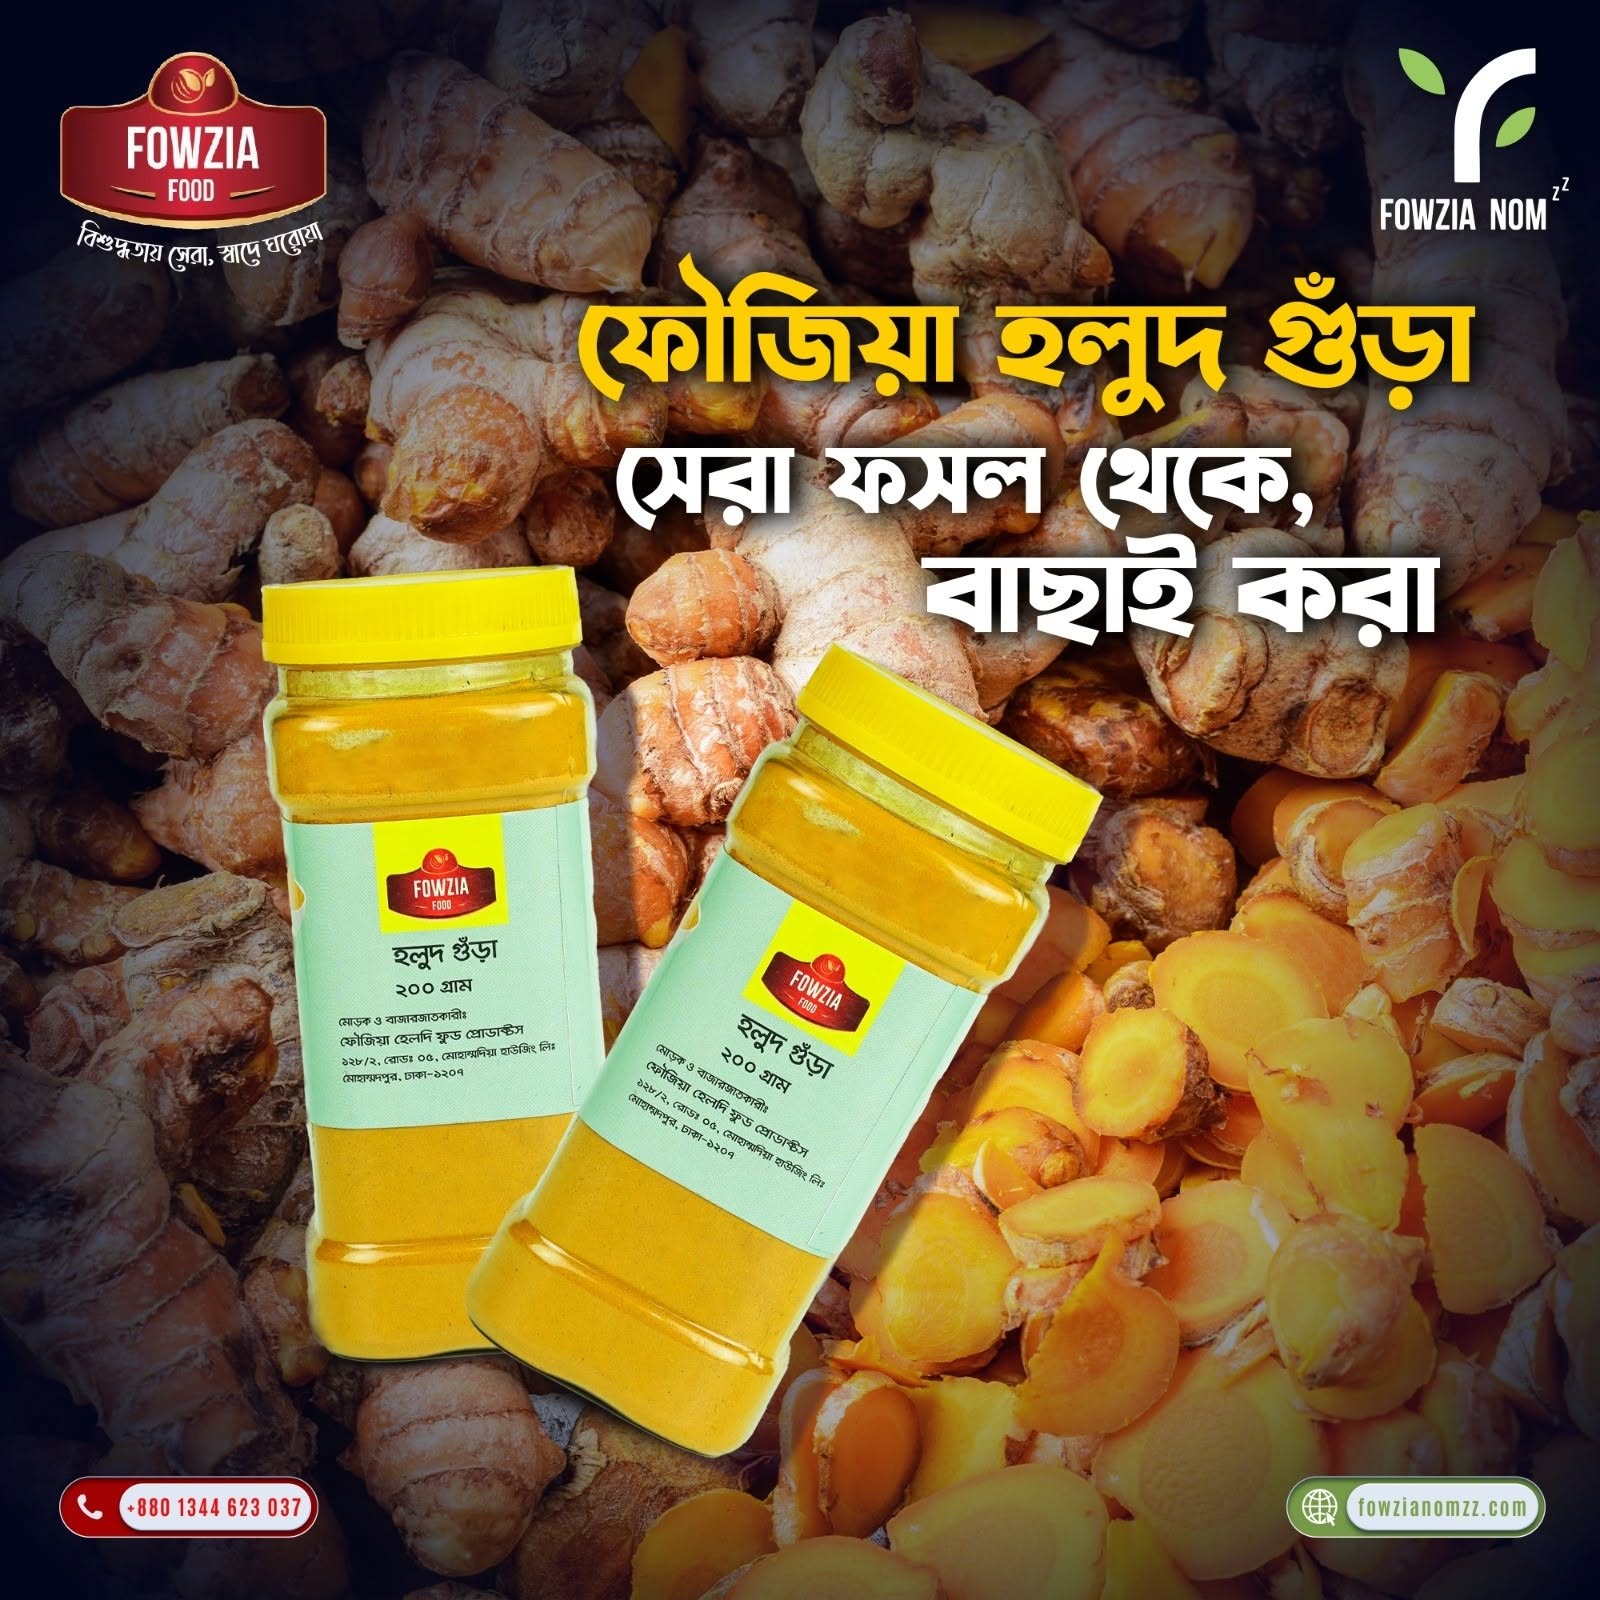 FOWZIA
FOOD
বিশুদ্ধতায় সেরা, স্বাদে ঘরোয়া
FOWZIA NOM zz
ফৌজিয়া হলুদ গুঁড়া
সেরা ফসল থেকে,
বাছাই করা
FOWZIA
FOOD
হলুদ গুঁড়া
২০০ গ্রাম
মোড়ক ও বাজারজাতকারীঃ
ফৌজিয়া হেলদি ফুড প্রোডাক্টস
১২৮/২, রোডঃ ০৫, মোহাম্মদিয়া হাউজিং লিঃ
মোহাম্মদপুর, ঢাকা-১২০৭
FOWZIA
FOOD
হলুদ গুঁড়া
২০০ গ্রাম
মোড়ক ও বাজারজাতকারীঃ
ফৌজিয়া হেলদি ফুড প্রোডাক্টস
১২৮/২, রোডঃ ০৫, মোহাম্মদিয়া হাউজিং লিঃ
মোহাম্মদপুর, ঢাকা-১২০৭
+880 1344 623 037
fowzianomzz.com